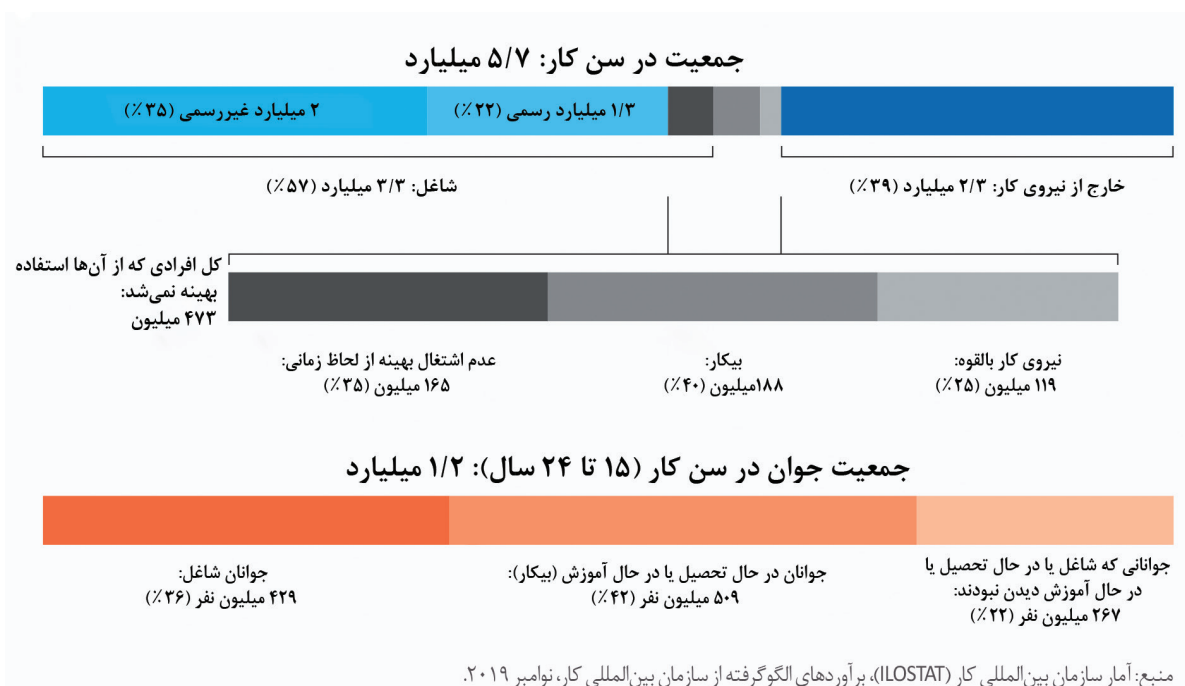 جمعیت در سن کار: ۵/۷ میلیارد
۱/۳ میلیارد رسمی (۲۲٪)
۲ میلیارد غیررسمی (۳۵٪)
خارج از نیروی کار: ۲/۳ میلیارد (۳۹٪)
شاغل: ۳/۳ میلیارد (۵۷٪)
کل افرادی که از آن‌ها استفاده
بهینه نمی‌شد:
۴۷۳ میلیون
نیروی کار بالقوه:
۱۱۹ میلیون (۲۵٪)
بیکار:
۱۸۸میلیون (۴۰٪)
عدم اشتغال بهینه از لحاظ زمانی:
۱۶۵ میلیون (۳۵٪)
جمعیت جوان در سن کار (۱۵ تا ۲۴ سال): ۱/۲ میلیارد
جوانانی که شاغل یا در حال تحصیل یا
در حال آموزش دیدن نبودند:
۲۶۷ میلیون نفر (۲۲٪)
جوانان در حال تحصیل یا در حال آموزش (بیکار):
۵۰۹ میلیون نفر (۴۲٪)
جوانان شاغل:
۴۲۹ میلیون نفر (۳۶٪)
منبع: آمار سازمان بین‌المللی کار (ILOSTAT)، برآوردهای الگوگرفته از سازمان بین‌المللی کار، نوامبر ۲۰۱۹.